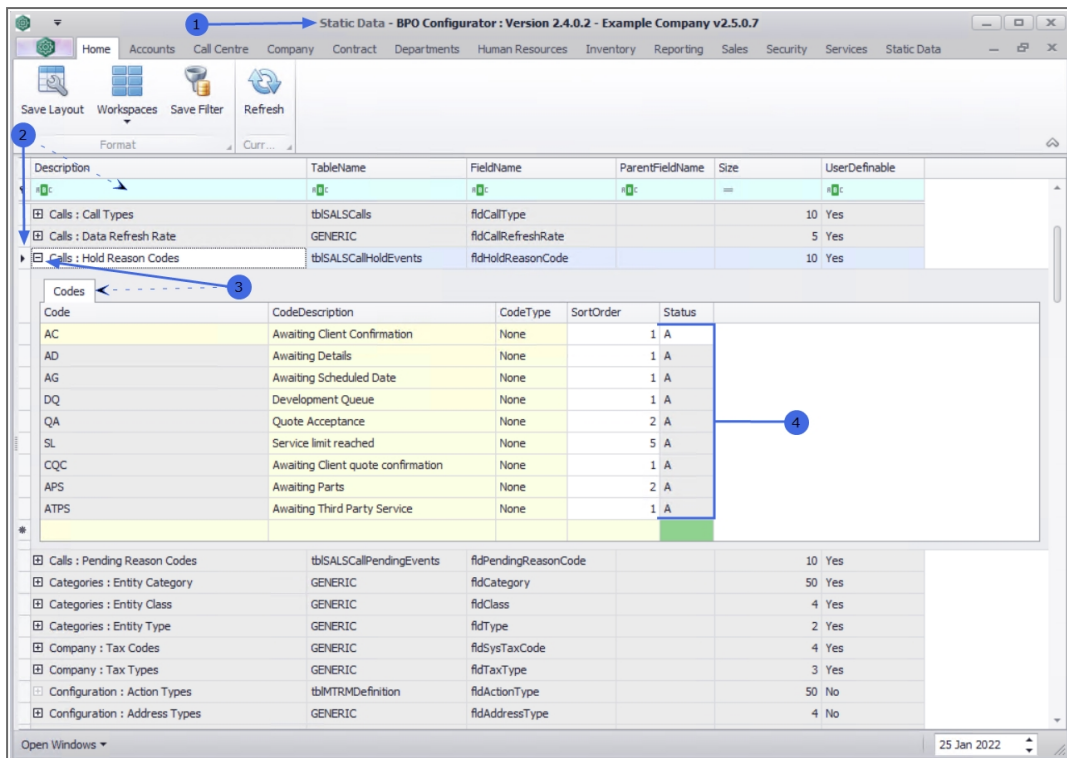 1
Static Data - BPO Configurator : Version 2.4.0.2 - Example Company v2.5.0.7
Home Accounts Call Centre Company Contract Departments Human Resources Inventory Reporting Sales Security Services Static Data
Save Layout Workspaces Save Filter Refresh
2
Format Curr...
Description TableName FieldName ParentFieldName Size UserDefinable
ABC ABC ABC ABC = ABC
Calls : Call Types tblSALSCalls fldCallType 10 Yes
Calls : Data Refresh Rate GENERIC fldCallRefreshRate 5 Yes
Calls : Hold Reason Codes tblSALSCallHoldEvents fldHoldReasonCode 10 Yes
3
Codes
Code CodeDescription CodeType SortOrder Status
AC Awaiting Client Confirmation None 1 A
AD Awaiting Details None 1 A
AG Awaiting Scheduled Date None 1 A
DQ Development Queue None 1 A
QA Quote Acceptance None 2 A
4
SL Service limit reached None 5 A
CQC Awaiting Client quote confirmation None 1 A
APS Awaiting Parts None 2 A
ATPS Awaiting Third Party Service None 1 A
Calls : Pending Reason Codes tblSALSCallPendingEvents fldPendingReasonCode 10 Yes
Categories : Entity Category GENERIC fldCategory 50 Yes
Categories : Entity Class GENERIC fldClass 4 Yes
Categories : Entity Type GENERIC fldType 2 Yes
Company : Tax Codes GENERIC fldSysTaxCode 4 Yes
Company : Tax Types GENERIC fldTaxType 3 Yes
Configuration : Action Types tblMTRMDefinition fldActionType 50 No
Configuration : Address Types GENERIC fldAddressType 4 No
Open Windows 25 Jan 2022